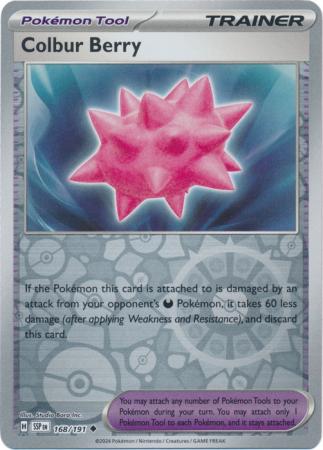 Pokémon Tool TRAINER
Colbur Berry
If the Pokémon this card is attached to is damaged by an
attack from your opponent's Pokémon, it takes 60 less
damage (after applying Weakness and Resistance), and discard
this card.
Illus. Studio Bora Inc.
H SSP EN 168/191
You may attach any number of Pokémon Tools to your
Pokémon during your turn. You may attach only 1
Pokémon Tool to each Pokémon, and it stays attached.
©2024 Pokémon / Nintendo / Creatures / GAME FREAK